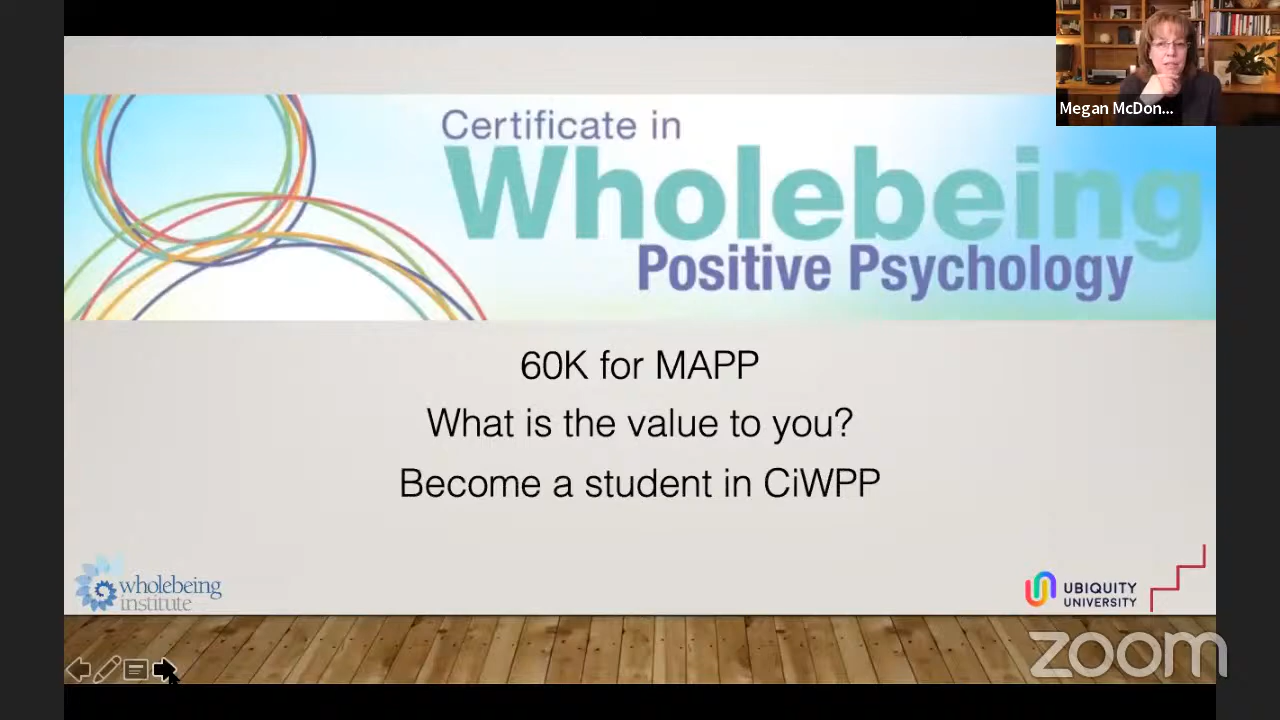 Megan McDon...
Certificate in
Wholebeing
Positive Psychology
60K for MAPP
What is the value to you?
Become a student in CiWPP
wholebeing
institute
UBIQUITY
UNIVERSITY
zoom